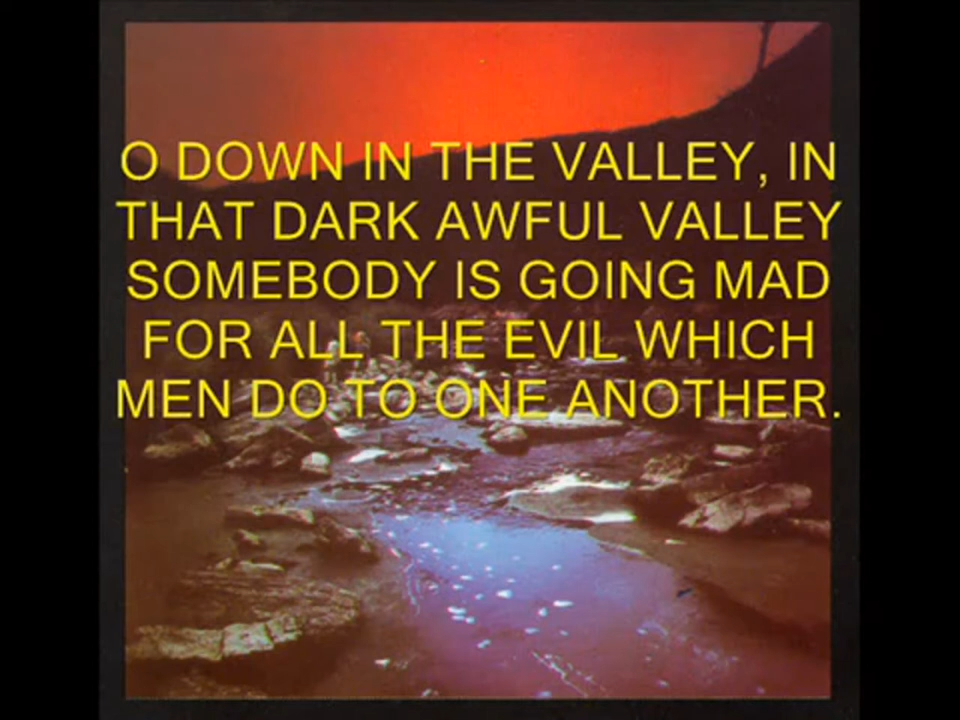 O DOWN IN THE VALLEY, IN
THAT DARK AWFUL VALLEY
SOMEBODY IS GOING MAD
FOR ALL THE EVIL WHICH
MEN DO TO ONE ANOTHER.